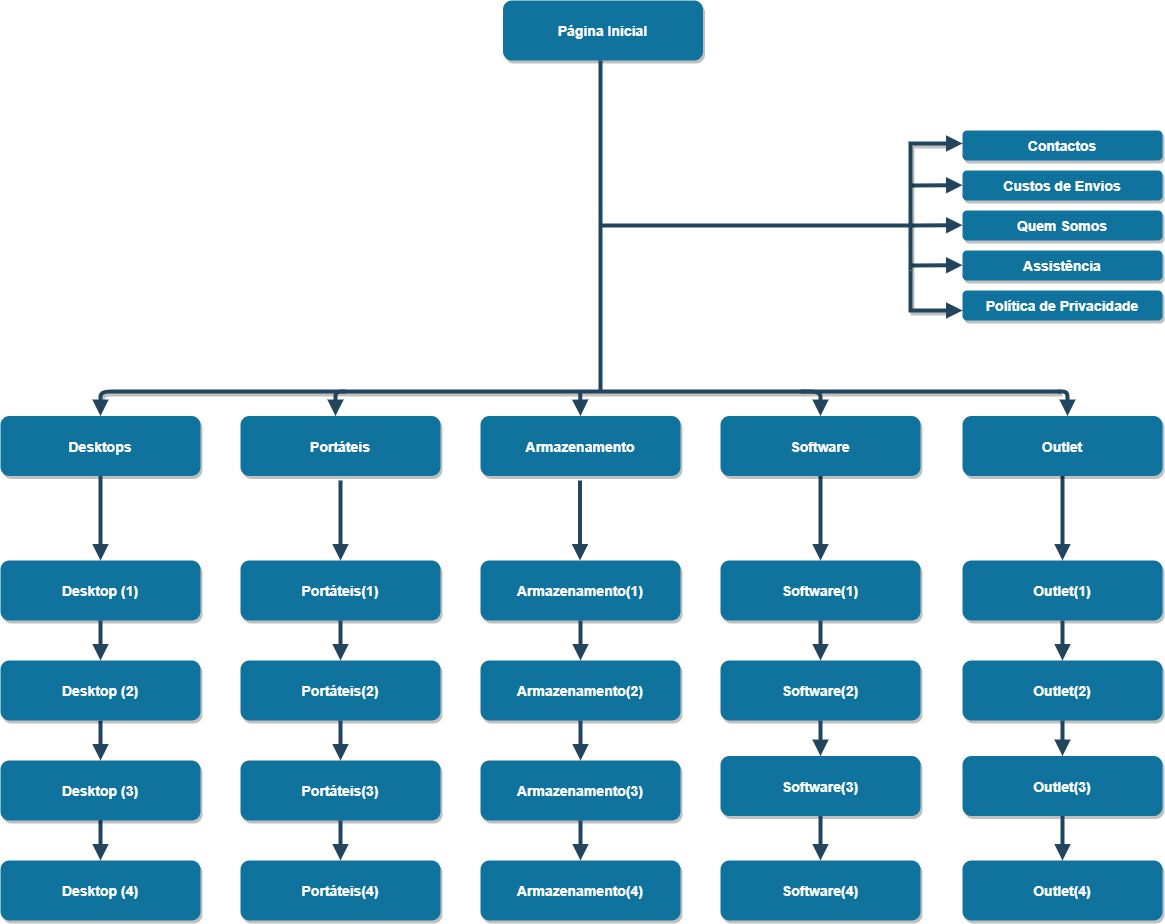 Página Inicial
Contactos
Custos de Envios
Quem Somos
Assistência
Política de Privacidade
Desktops
Portáteis
Armazenamento
Software
Outlet
Desktop (1)
Portáteis(1)
Armazenamento(1)
Software(1)
Outlet(1)
Desktop (2)
Portáteis(2)
Armazenamento(2)
Software(2)
Outlet(2)
Desktop (3)
Portáteis(3)
Armazenamento(3)
Software(3)
Outlet(3)
Desktop (4)
Portáteis(4)
Armazenamento(4)
Software(4)
Outlet(4)